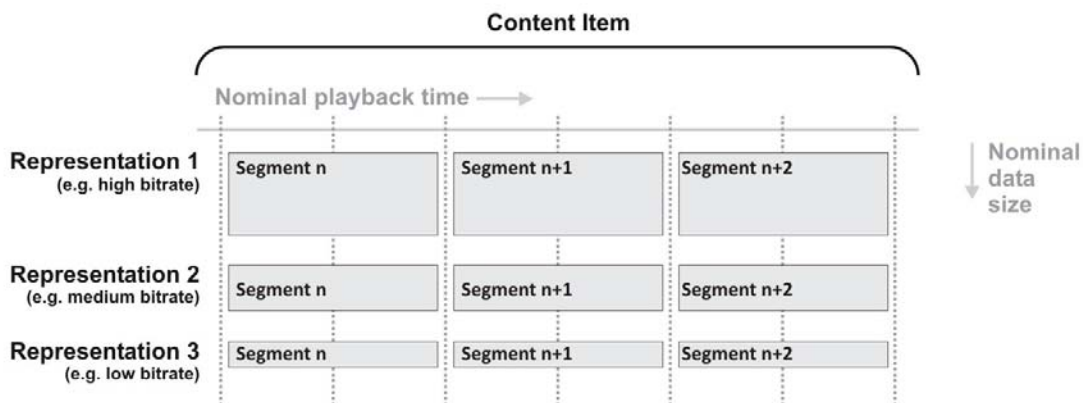 Content Item
Nominal playback time
Representation 1
(e.g. high bitrate)
Segment n
Segment n+1
Segment n+2
Nominal
data
size
Representation 2
(e.g. medium bitrate)
Segment n
Segment n+1
Segment n+2
Representation 3
(e.g. low bitrate)
Segment n
Segment n+1
Segment n+2